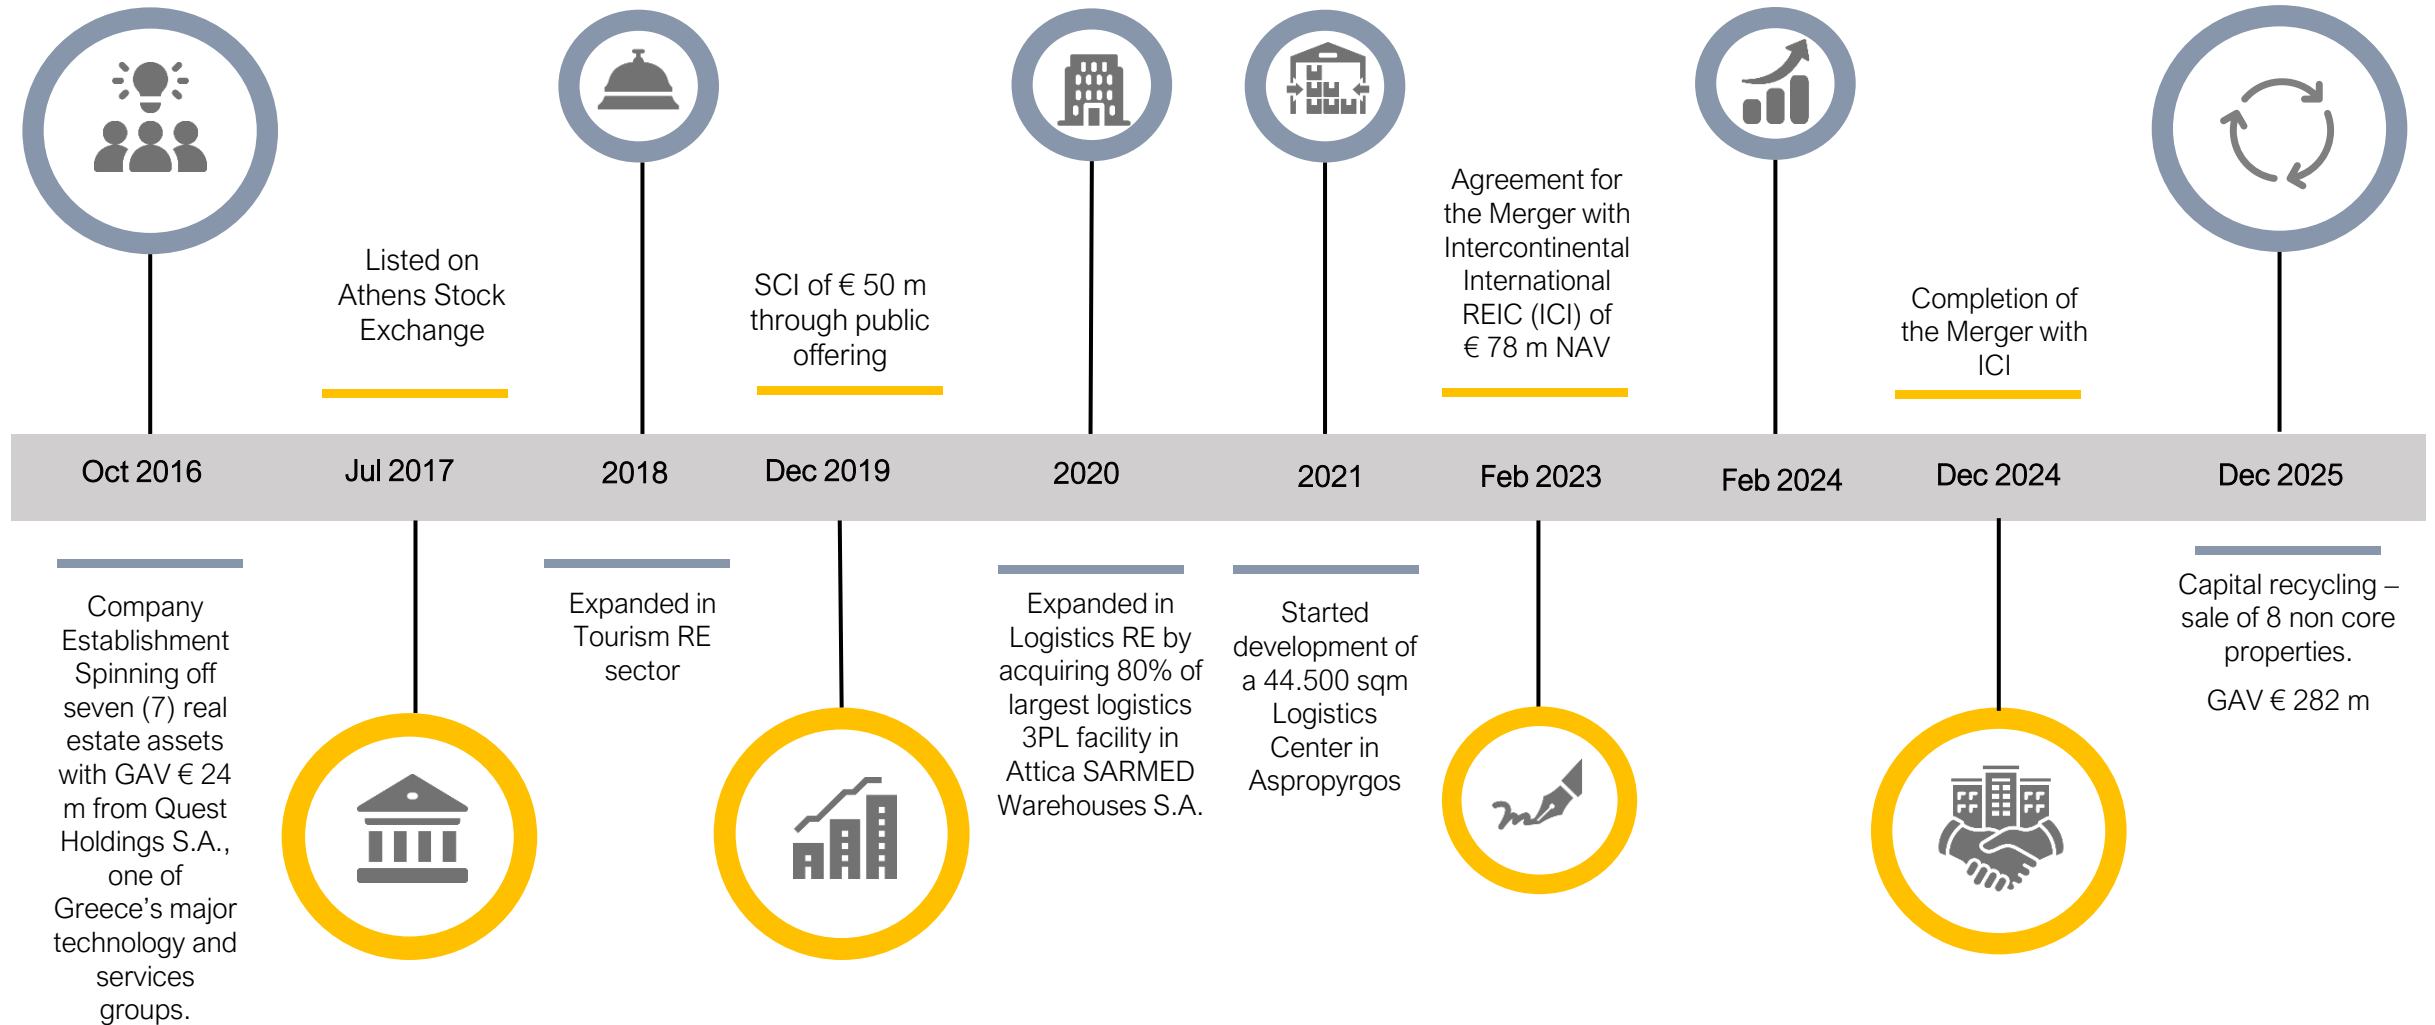 Listed on
Athens Stock
Exchange
SCI of € 50 m
through public
offering
Agreement for
the Merger with
Intercontinental
International
REIC (ICI) of
€ 78 m NAV
Completion of
the Merger with
ICI
Oct 2016
Jul 2017
2018
Dec 2019
2020
2021
Feb 2023
Feb 2024
Dec 2024
Dec 2025
Company
Establishment
Spinning off
seven (7) real
estate assets
with GAV € 24
m from Quest
Holdings S.A.,
one of
Greece’s major
technology and
services
groups.
Expanded in
Tourism RE
sector
Expanded in
Logistics RE by
acquiring 80% of
largest logistics
3PL facility in
Attica SARMED
Warehouses S.A.
Started
development of
a 44.500 sqm
Logistics
Center in
Aspropyrgos
Capital recycling –
sale of 8 non core
properties.
GAV € 282 m